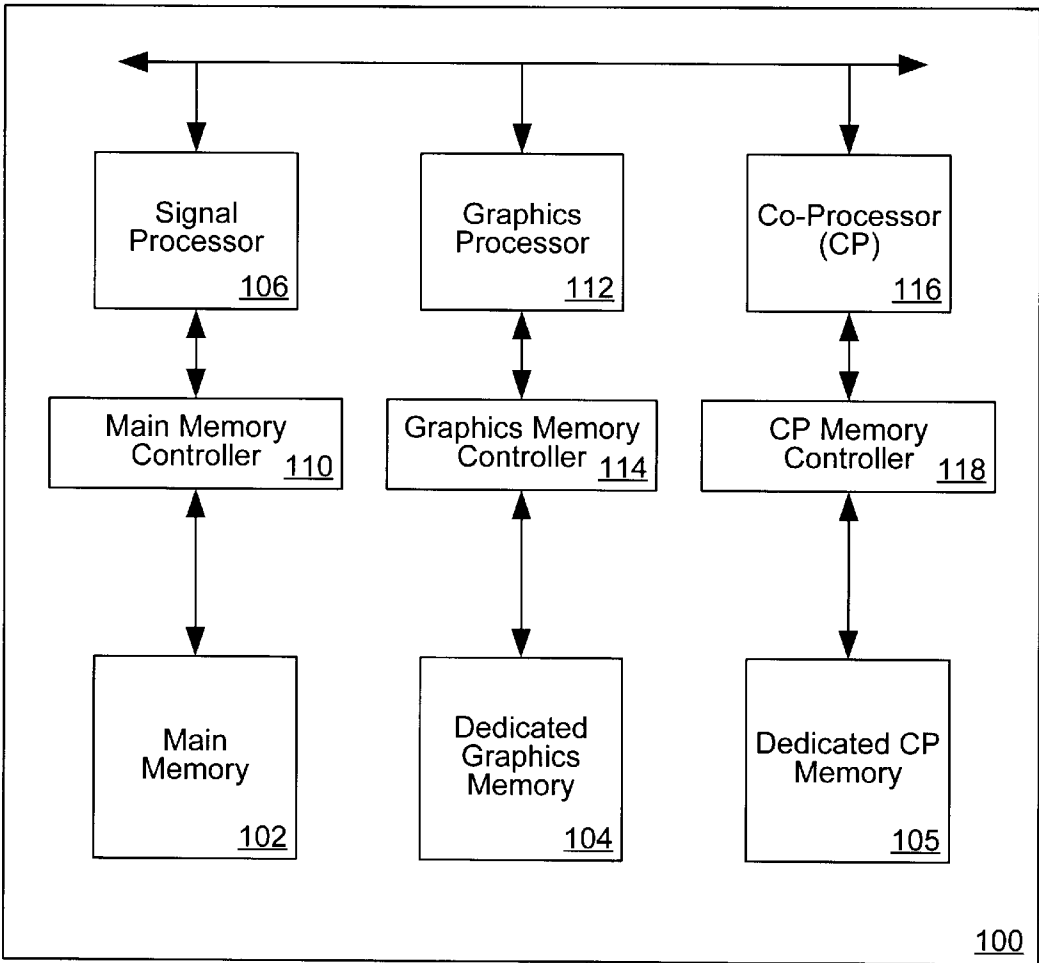 Signal
Processor
106
Graphics
Processor
112
Co-Processor
(CP)
116
Main Memory
Controller
110
Graphics Memory
Controller
114
CP Memory
Controller
118
Main
Memory
102
Dedicated
Graphics
Memory
104
Dedicated CP
Memory
105
100